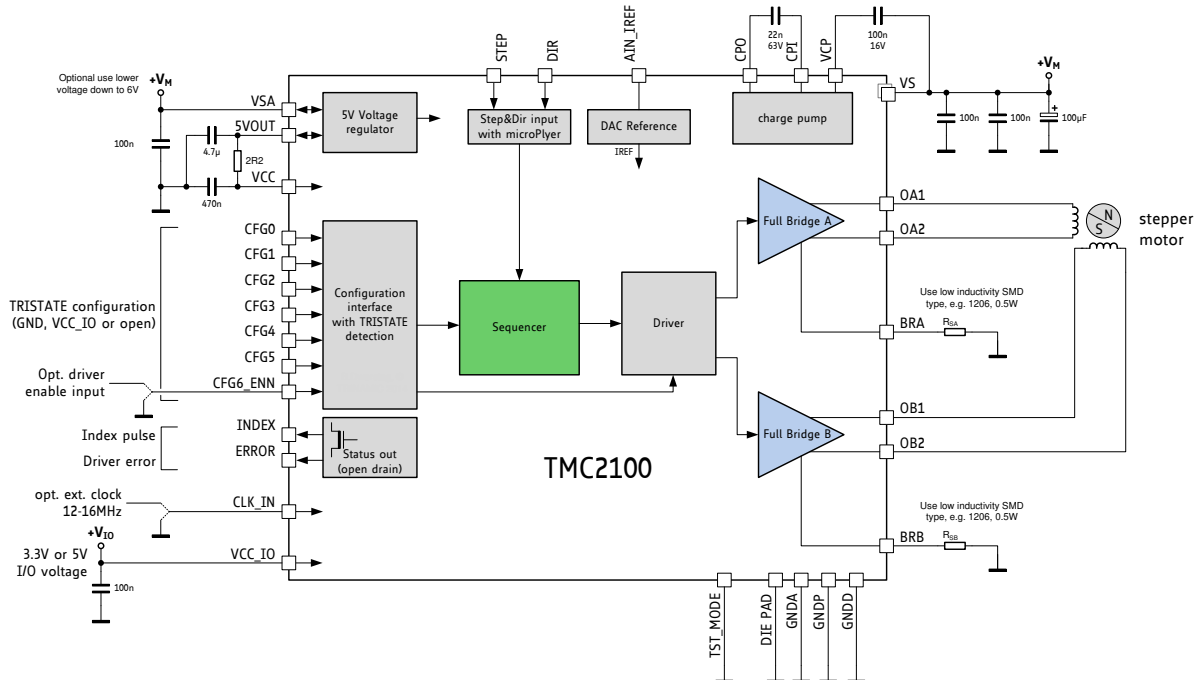 STEP
DIR
AIN_IREF
CPO
22n
63V
CPI
VCP
100n
16V
Optional use lower
voltage down to 6V
+VM
VSA
5VOUT
100n
4.7µ
2R2
VCC
470n
5V Voltage
regulator
Step&Dir input
with microPlyer
DAC Reference
IREF
charge pump
VS
+VM
100n
100n
+
100µF
TRISTATE configuration
(GND, VCC_IO or open)
CFG0
CFG1
CFG2
CFG3
CFG4
CFG5
Opt. driver
enable input
CFG6_ENN
Configuration
interface
with TRISTATE
detection
Sequencer
Driver
Full Bridge A
OA1
OA2
N
S
stepper
motor
Use low inductivity SMD
type, e.g. 1206, 0.5W
BRA
RSA
Index pulse
Driver error
INDEX
ERROR
Status out
(open drain)
TMC2100
Full Bridge B
OB1
OB2
Use low inductivity SMD
type, e.g. 1206, 0.5W
BRB
RSB
opt. ext. clock
12-16MHz
CLK_IN
+VIO
3.3V or 5V
I/O voltage
VCC_IO
100n
TST_MODE
DIE PAD
GNDA
GNDP
GNDD